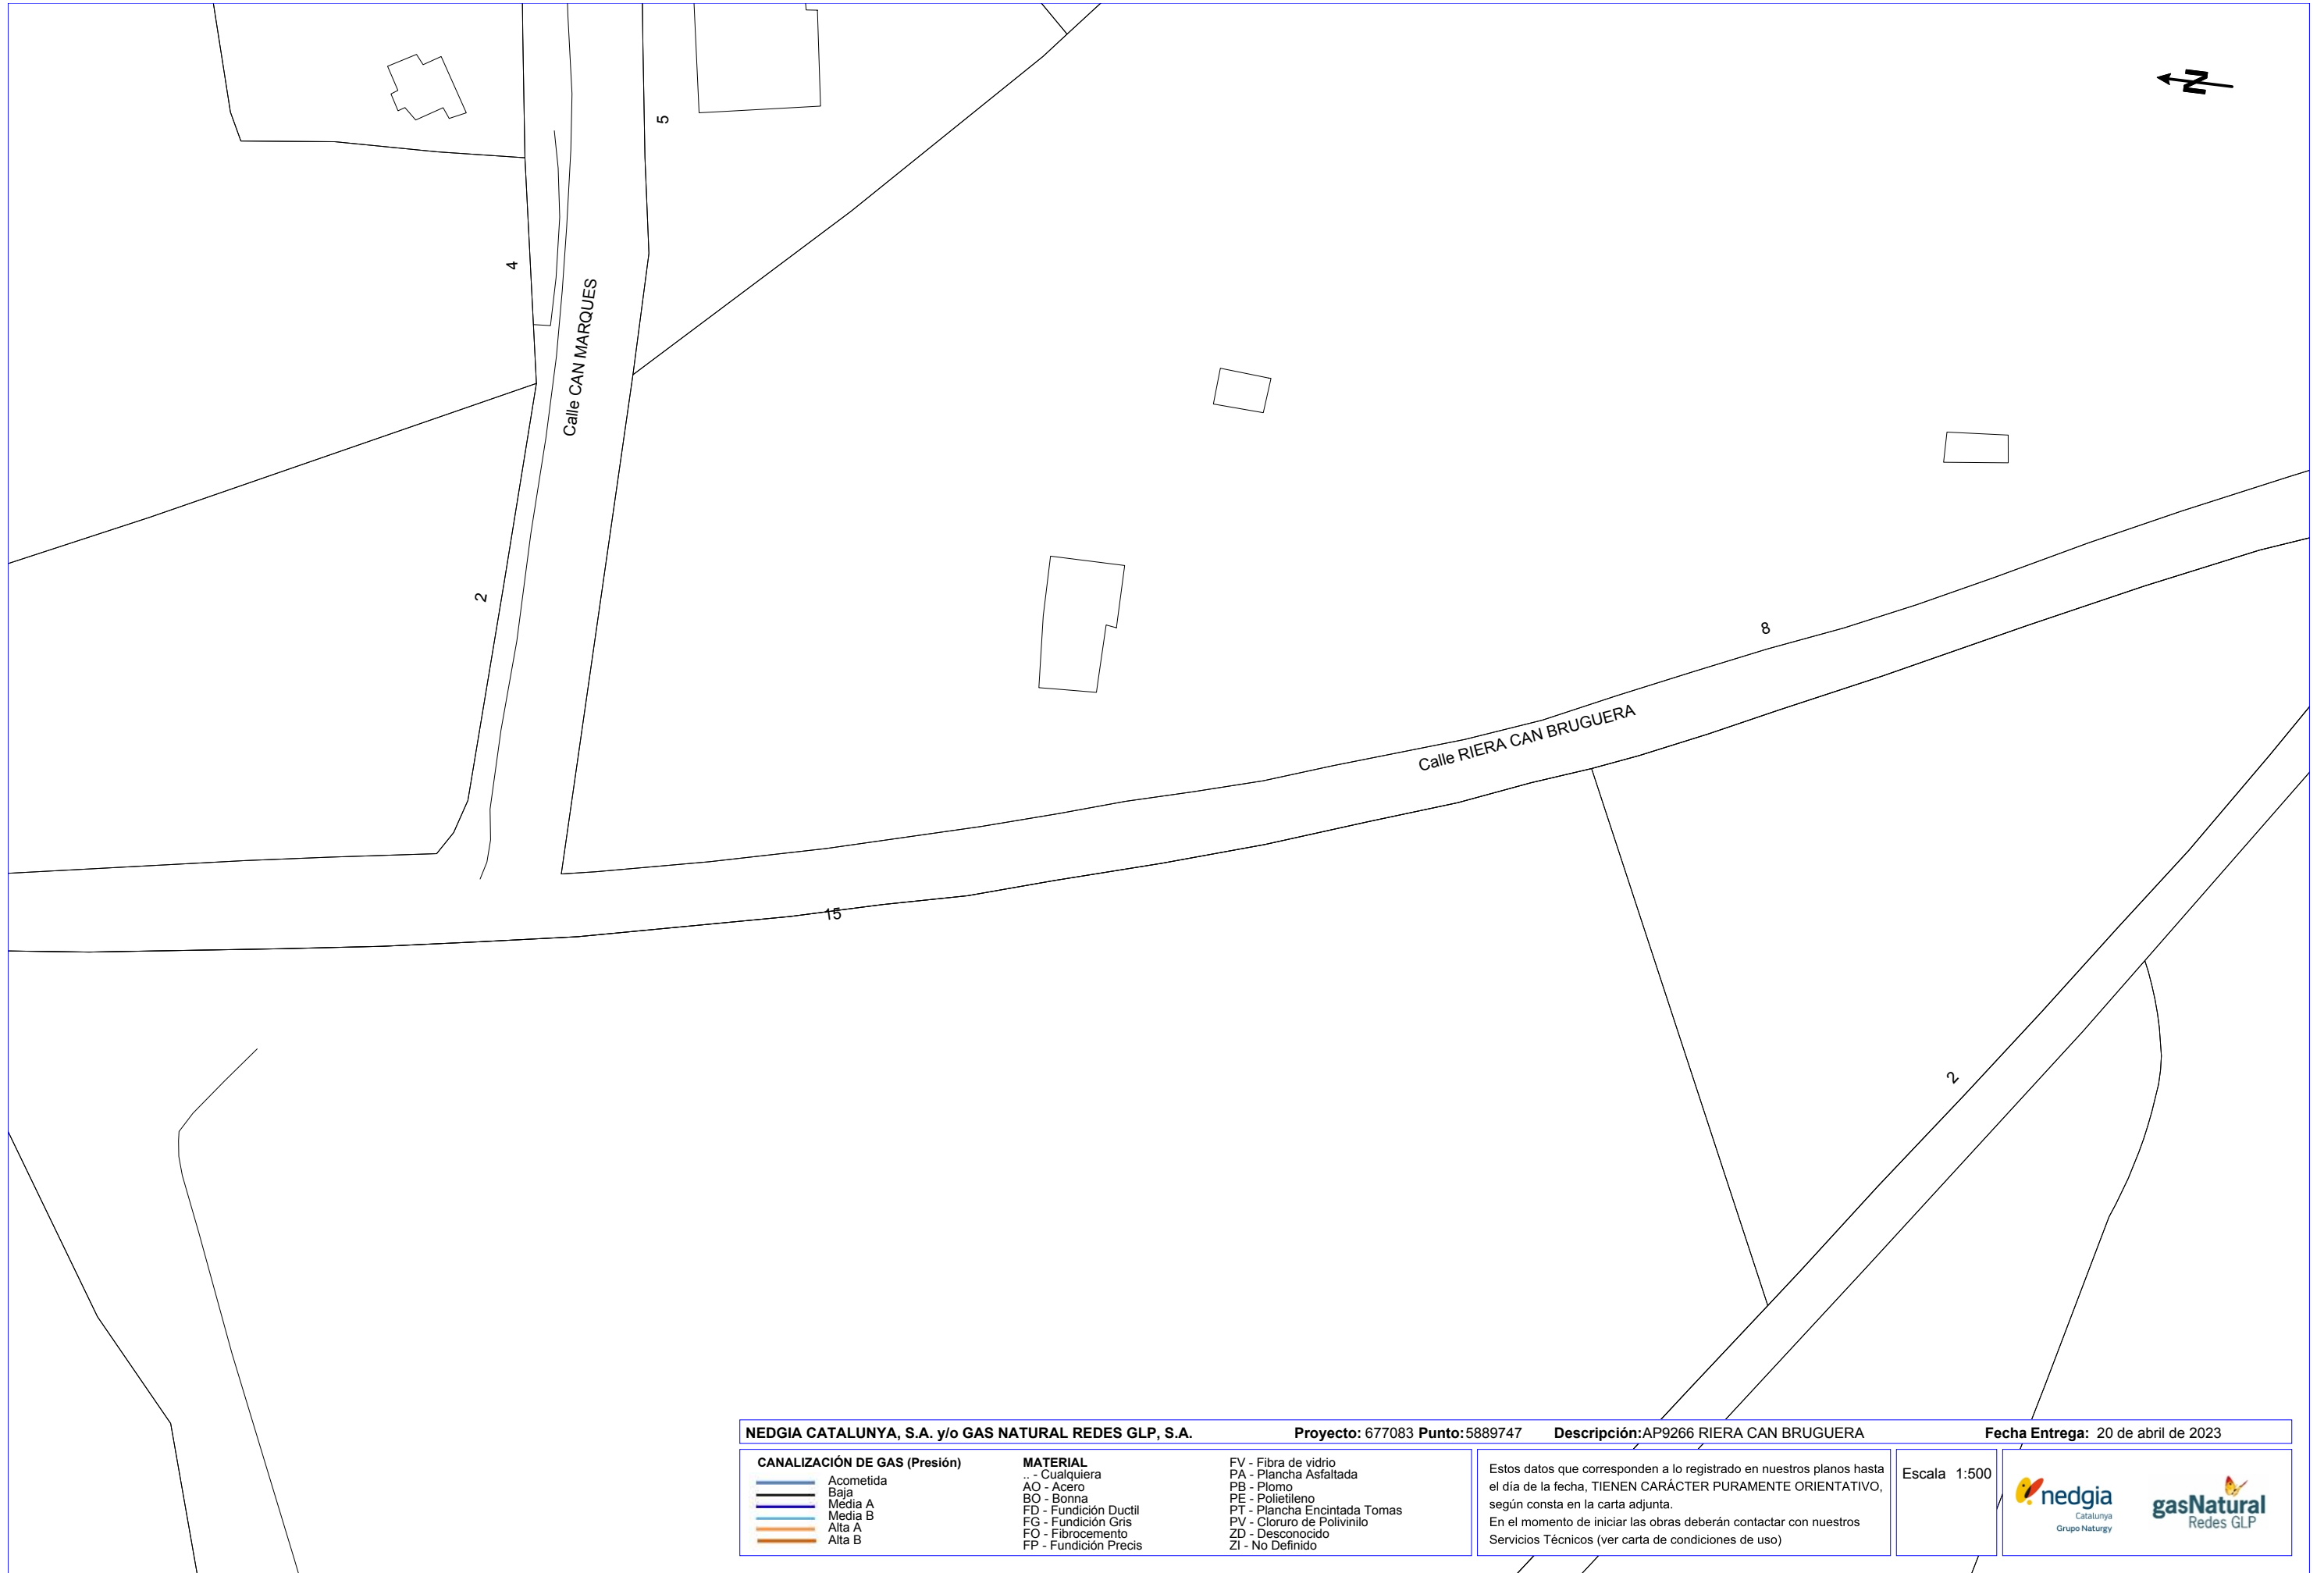 N
5
4
Calle CAN MARQUES
2
8
Calle RIERA CAN BRUGUERA
15
2
NEDGIA CATALUNYA, S.A. y/o GAS NATURAL REDES GLP, S.A. Proyecto: 677083 Punto:5889747 Descripción:AP9266 RIERA CAN BRUGUERA Fecha Entrega: 20 de abril de 2023
CANALIZACIÓN DE GAS (Presión)
Acometida
Baja
Media A
Media B
Alta A
Alta B
MATERIAL
.. - Cualquiera
AO - Acero
BO - Bonna
FD - Fundición Ductil
FG - Fundición Gris
FO - Fibrocemento
FP - Fundición Precis
FV - Fibra de vidrio
PA - Plancha Asfaltada
PB - Plomo
PE - Polietileno
PT - Plancha Encintada Tomas
PV - Cloruro de Polivinilo
ZD - Desconocido
ZI - No Definido
Estos datos que corresponden a lo registrado en nuestros planos hasta
el día de la fecha, TIENEN CARÁCTER PURAMENTE ORIENTATIVO,
según consta en la carta adjunta.
En el momento de iniciar las obras deberán contactar con nuestros
Servicios Técnicos (ver carta de condiciones de uso)
Escala 1:500
nedgia
Catalunya
Grupo Naturgy
gasNatural
Redes GLP